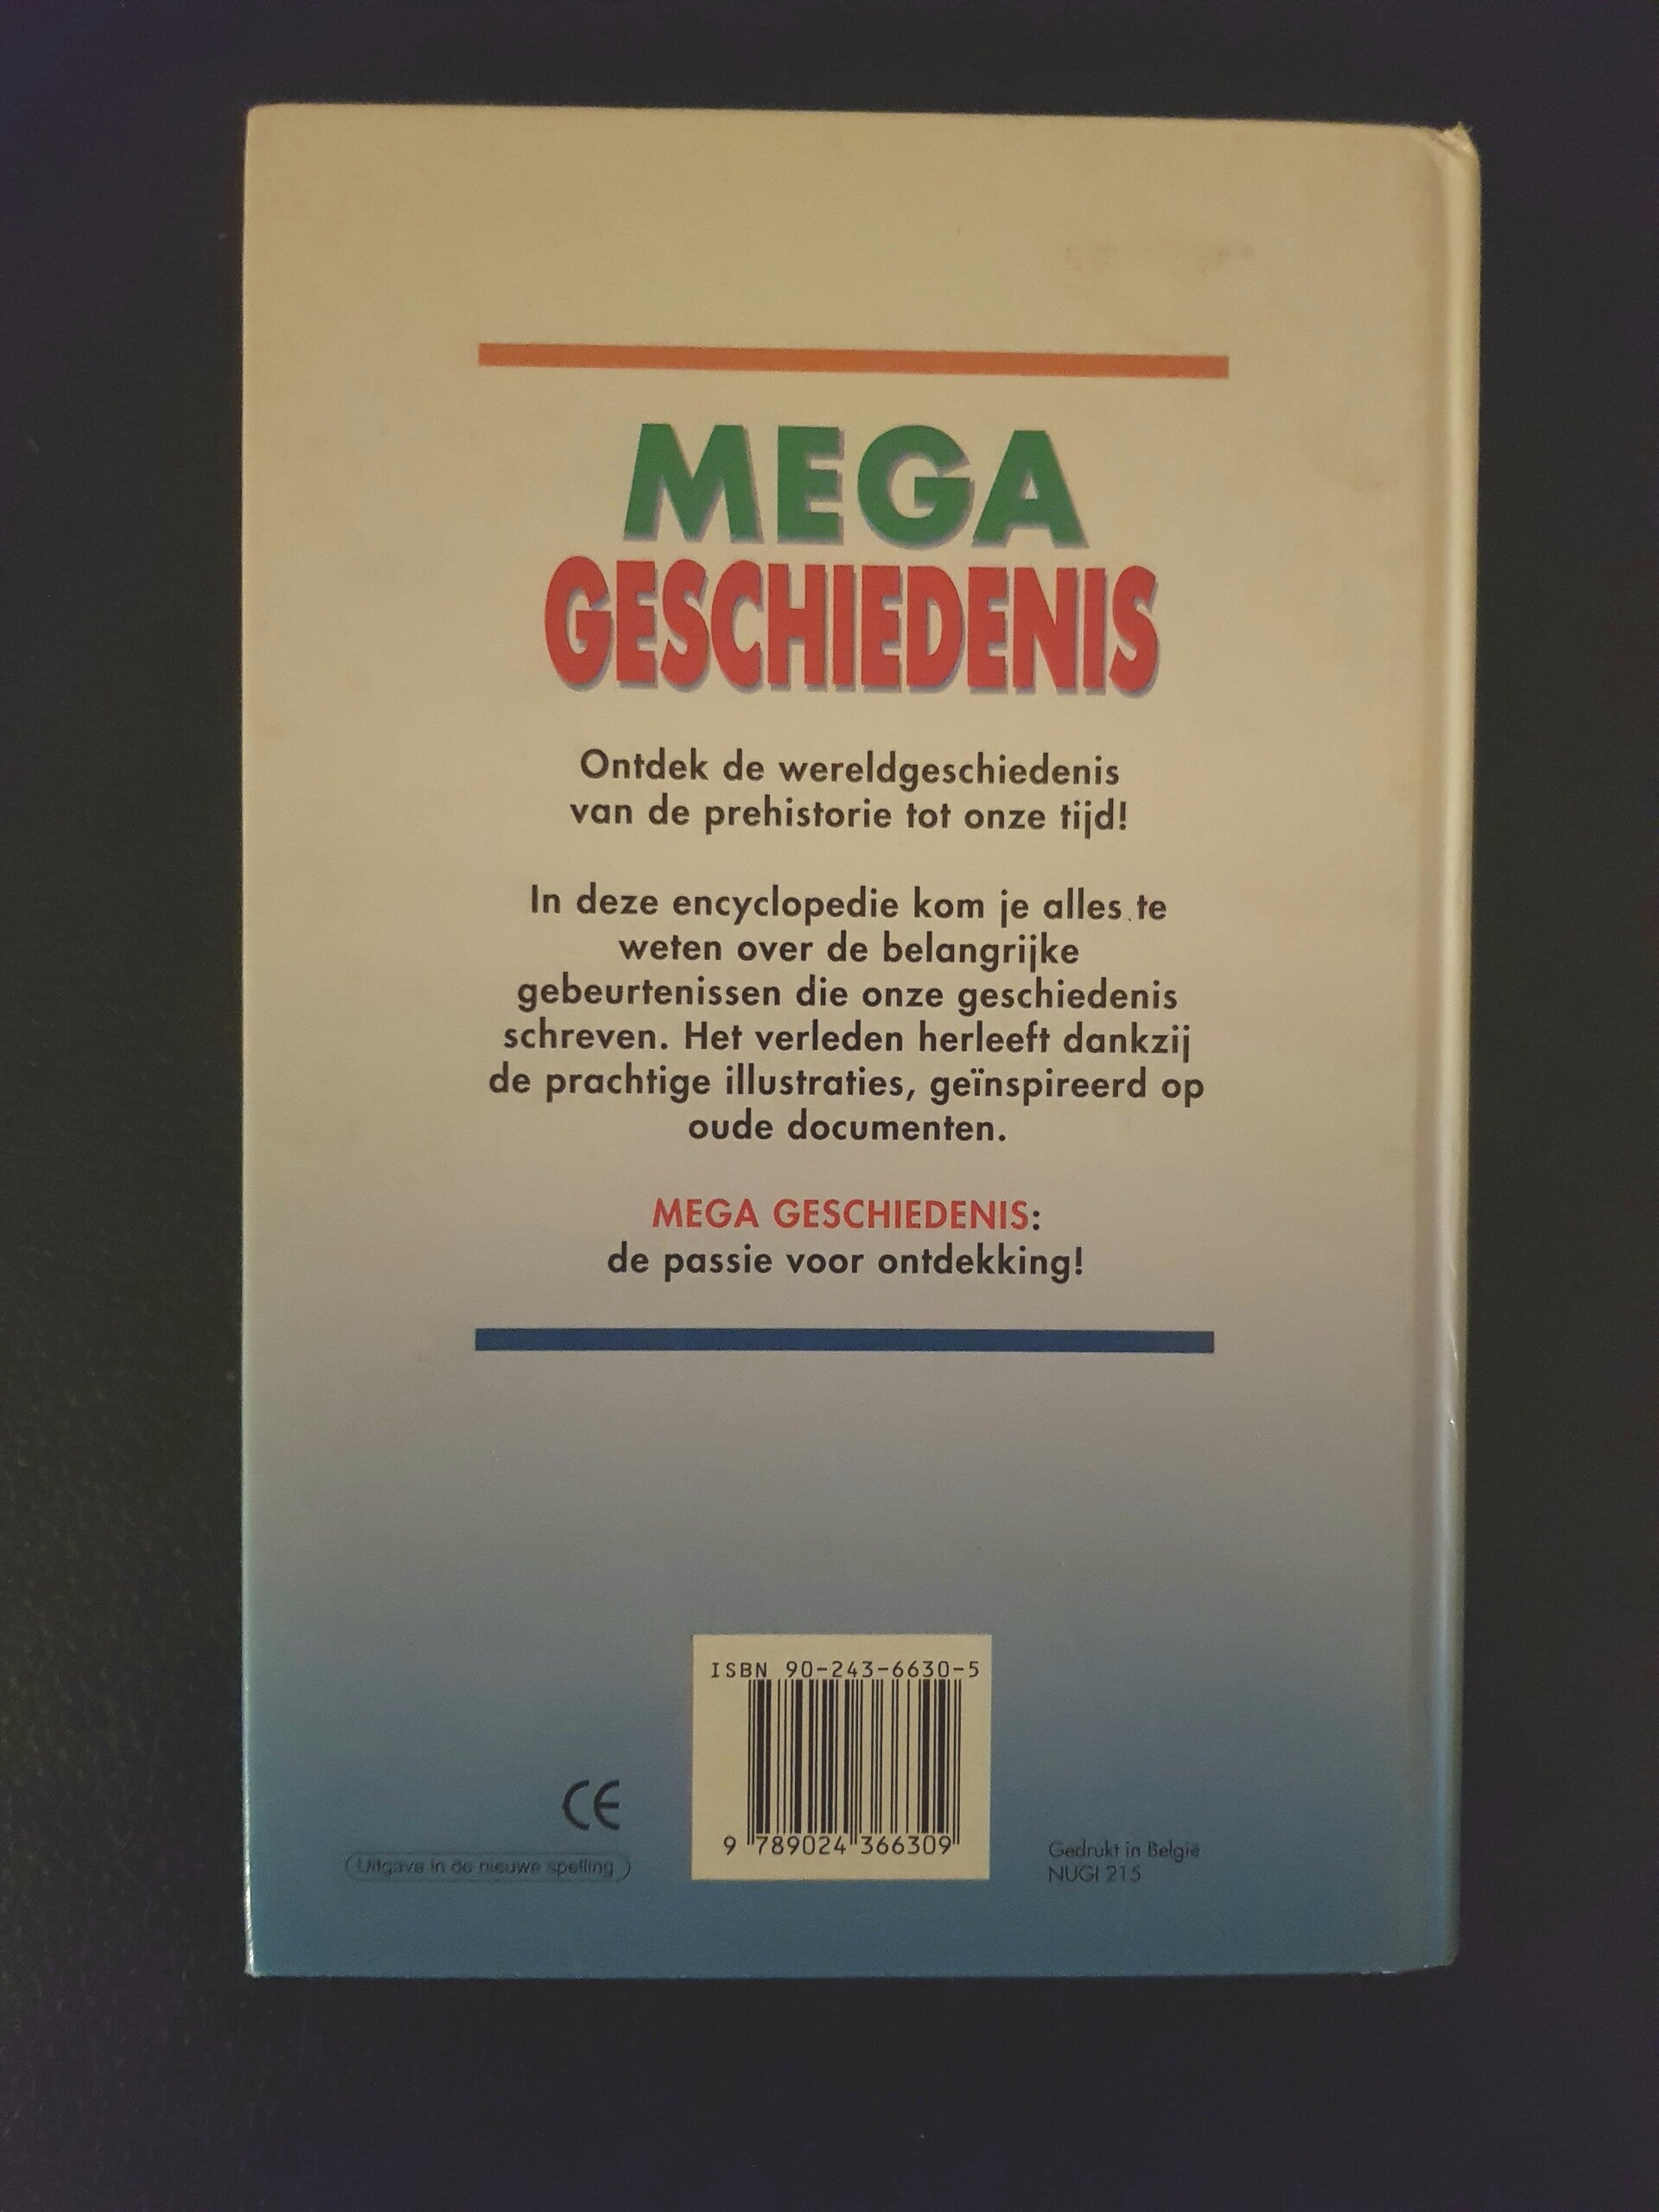 MEGA
GESCHIEDENIS
Ontdek de wereldgeschiedenis
van de prehistorie tot onze tijd!
In deze encyclopedie kom je alles te
weten over de belangrijke
gebeurtenissen die onze geschiedenis
schreven. Het verleden herleeft dankzij
de prachtige illustraties, geïnspireerd op
oude documenten.
MEGA GESCHIEDENIS:
de passie voor ontdekking!
ISBN 90-243-6630-5
9 789024 366309
CE
Uitgave in de nieuwe spelling
Gedrukt in België
NUGI 215